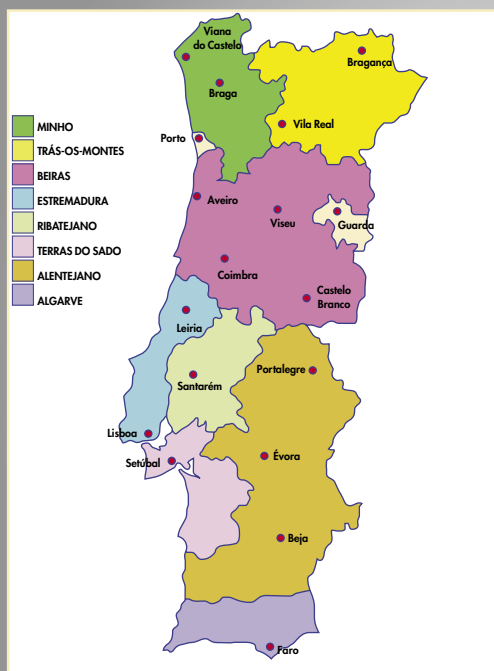 Viana
do Castelo
Bragança
Braga
Vila Real
Porto
MINHO
TRÁS-OS-MONTES
BEIRAS
ESTREMADURA
RIBATEJANO
TERRAS DO SADO
ALENTEJANO
ALGARVE
Aveiro
Viseu
Guarda
Coimbra
Castelo
Branco
Leiria
Portalegre
Santarém
Lisboa
Setúbal
Évora
Beja
Faro